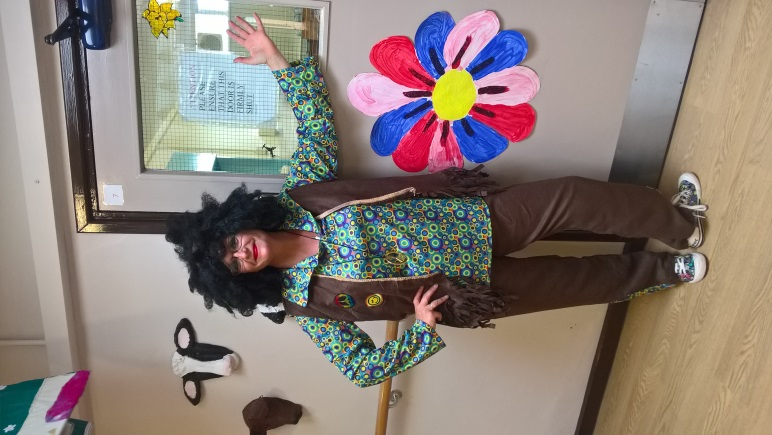 PLEASE
ENSURE
THAT THIS
DOOR IS
FIRMLY
SHUT